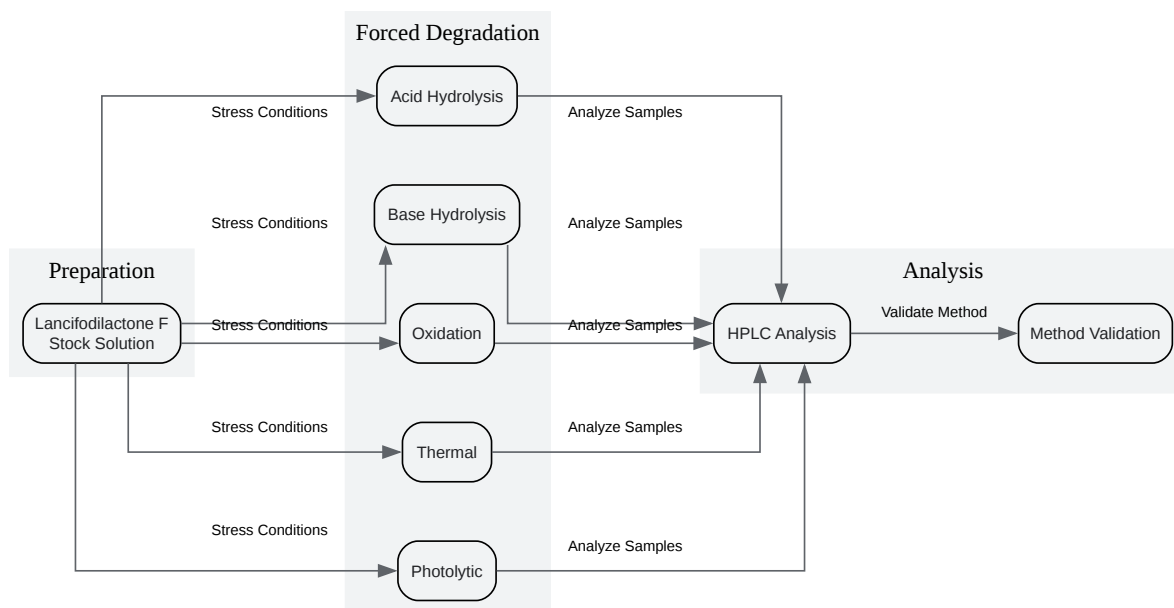 Forced Degradation
Acid Hydrolysis
Stress Conditions
Analyze Samples
Base Hydrolysis
Stress Conditions
Analyze Samples
Preparation
Analysis
Lancifodilactone F
Stock Solution
Stress Conditions
Oxidation
Analyze Samples
HPLC Analysis
Validate Method
Method Validation
Stress Conditions
Analyze Samples
Thermal
Stress Conditions
Analyze Samples
Photolytic